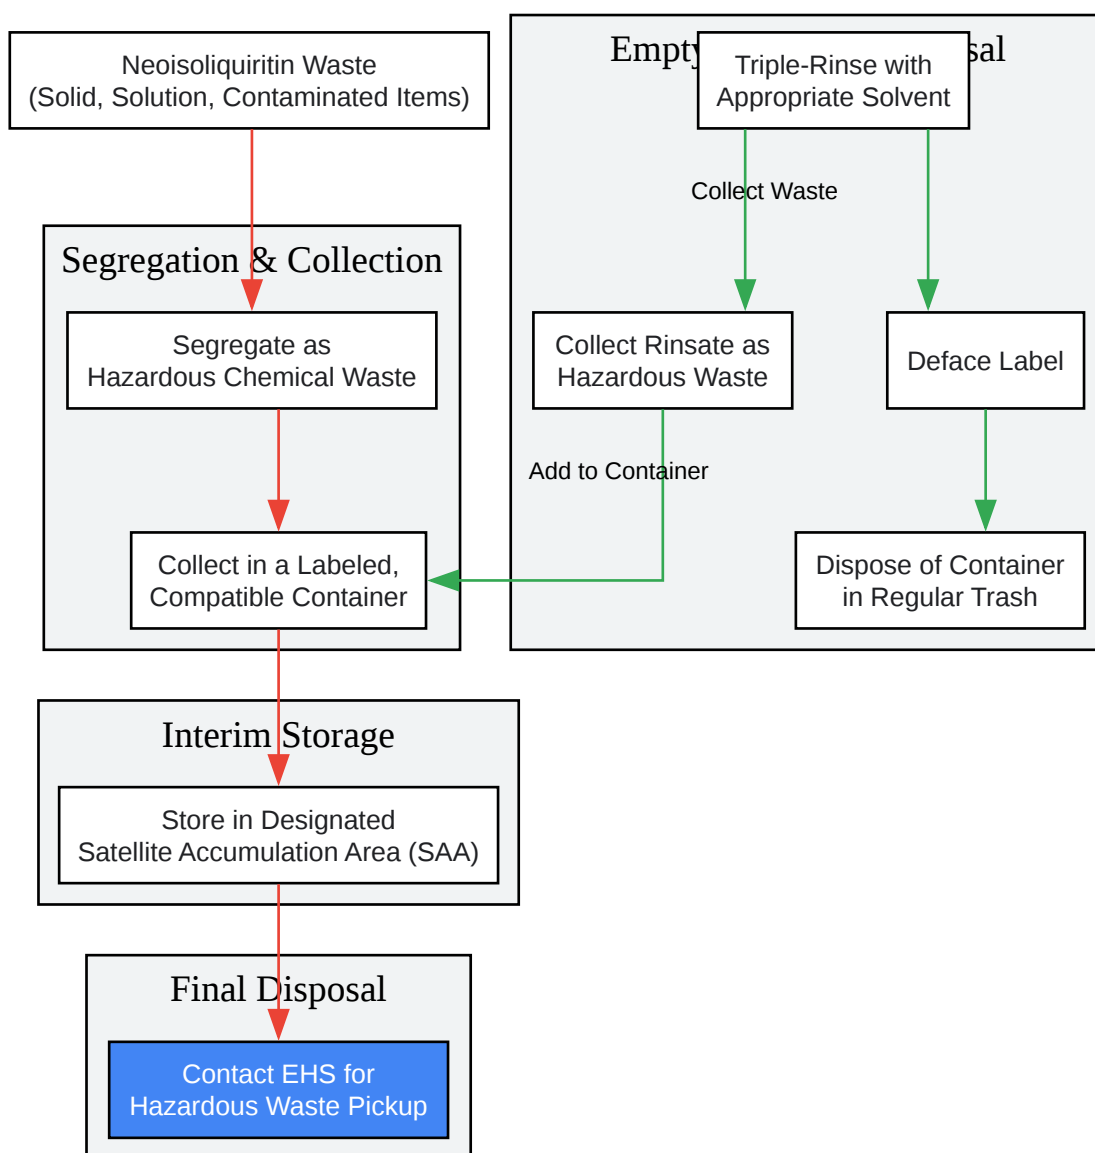 Neoisoliquiritin Waste
(Solid, Solution, Contaminated Items)
Segregation & Collection
Segregate as
Hazardous Chemical Waste
Collect in a Labeled,
Compatible Container
Interim Storage
Store in Designated
Satellite Accumulation Area (SAA)
Final Disposal
Contact EHS for
Hazardous Waste Pickup
Empty
Triple-Rinse with
Appropriate Solvent
Collect Waste
Collect Rinsate as
Hazardous Waste
Deface Label
Add to Container
Dispose of Container
in Regular Trash